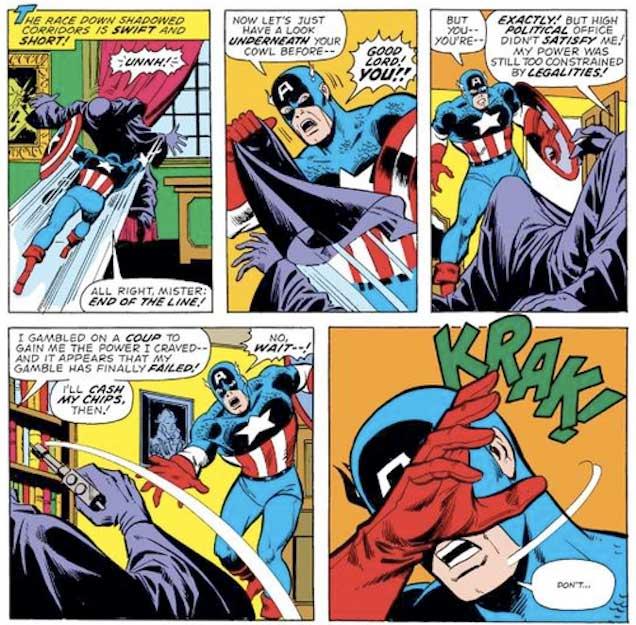 THE RACE DOWN SHADOWED
CORRIDORS IS SWIFT AND
SHORT!
UNNH!
ALL RIGHT, MISTER:
END OF THE LINE!
NOW LET'S JUST
HAVE A LOOK
UNDERNEATH YOUR
COWL BEFORE--
GOOD
LORD!
YOU!!
A
BUT
YOU--
YOU'RE--
EXACTLY! BUT HIGH
POLITICAL OFFICE
DIDN'T SATISFY ME!
MY POWER WAS
STILL TOO CONSTRAINED
BY LEGALITIES!
A
I GAMBLED ON A COUP TO
GAIN ME THE POWER I CRAVED--
AND IT APPEARS THAT MY
GAMBLE HAS FINALLY FAILED!
I'LL CASH
MY CHIPS,
THEN!
NO,
WAIT--!
A
KRAK!
A
DON'T...